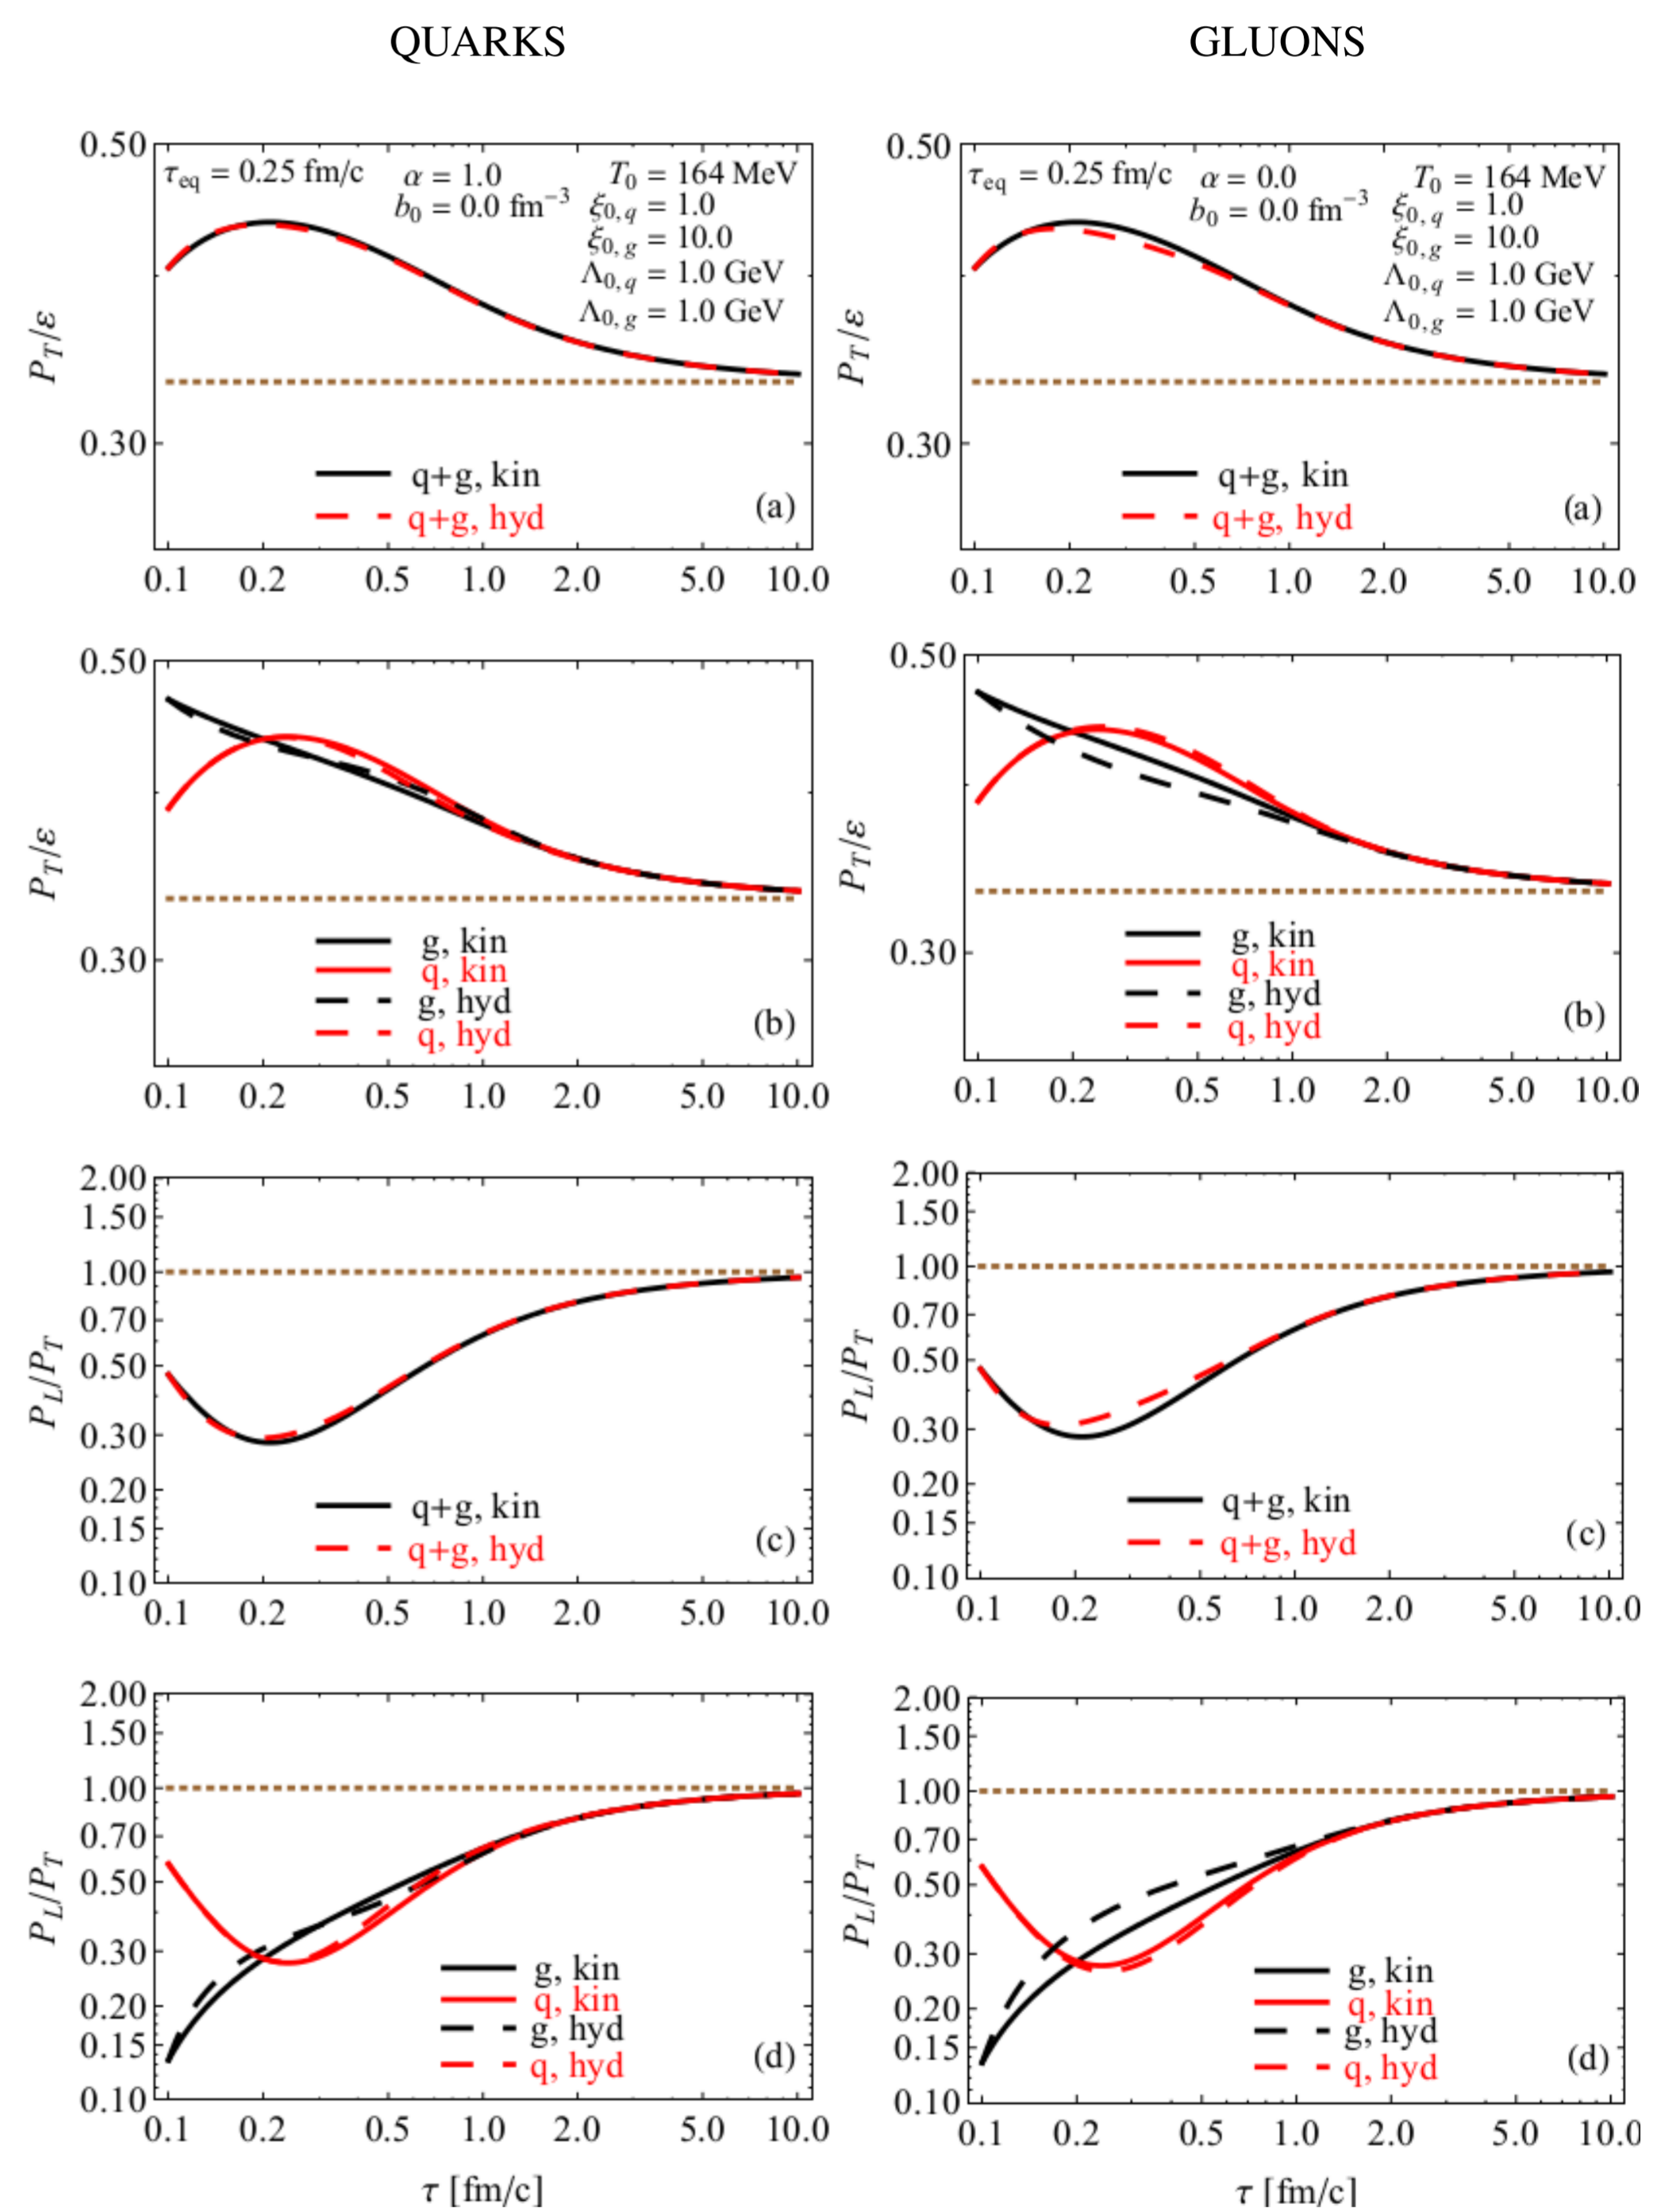 QUARKS
GLUONS
0.50
τeq = 0.25 fm/c
α = 1.0
T0 = 164 MeV
b0 = 0.0 fm−3
ξ0,q = 1.0
ξ0,g = 10.0
Λ0,q = 1.0 GeV
Λ0,g = 1.0 GeV
PT/ε
0.30
q+g, kin
q+g, hyd
(a)
0.1 0.2 0.5 1.0 2.0 5.0 10.0
0.50
τeq = 0.25 fm/c
α = 0.0
T0 = 164 MeV
b0 = 0.0 fm−3
ξ0,q = 1.0
ξ0,g = 10.0
Λ0,q = 1.0 GeV
Λ0,g = 1.0 GeV
PT/ε
0.30
q+g, kin
q+g, hyd
(a)
0.1 0.2 0.5 1.0 2.0 5.0 10.0
0.50
PT/ε
0.30
g, kin
q, kin
g, hyd
q, hyd
(b)
0.1 0.2 0.5 1.0 2.0 5.0 10.0
0.50
PT/ε
0.30
g, kin
q, kin
g, hyd
q, hyd
(b)
0.1 0.2 0.5 1.0 2.0 5.0 10.0
2.00
1.50
1.00
0.70
0.50
0.30
0.20
0.15
0.10
PL/PT
q+g, kin
q+g, hyd
(c)
0.1 0.2 0.5 1.0 2.0 5.0 10.0
2.00
1.50
1.00
0.70
0.50
0.30
0.20
0.15
0.10
PL/PT
q+g, kin
q+g, hyd
(c)
0.1 0.2 0.5 1.0 2.0 5.0 10.0
2.00
1.50
1.00
0.70
0.50
0.30
0.20
0.15
0.10
PL/PT
g, kin
q, kin
g, hyd
q, hyd
(d)
0.1 0.2 0.5 1.0 2.0 5.0 10.0
τ [fm/c]
2.00
1.50
1.00
0.70
0.50
0.30
0.20
0.15
0.10
PL/PT
g, kin
q, kin
g, hyd
q, hyd
(d)
0.1 0.2 0.5 1.0 2.0 5.0 10.0
τ [fm/c]